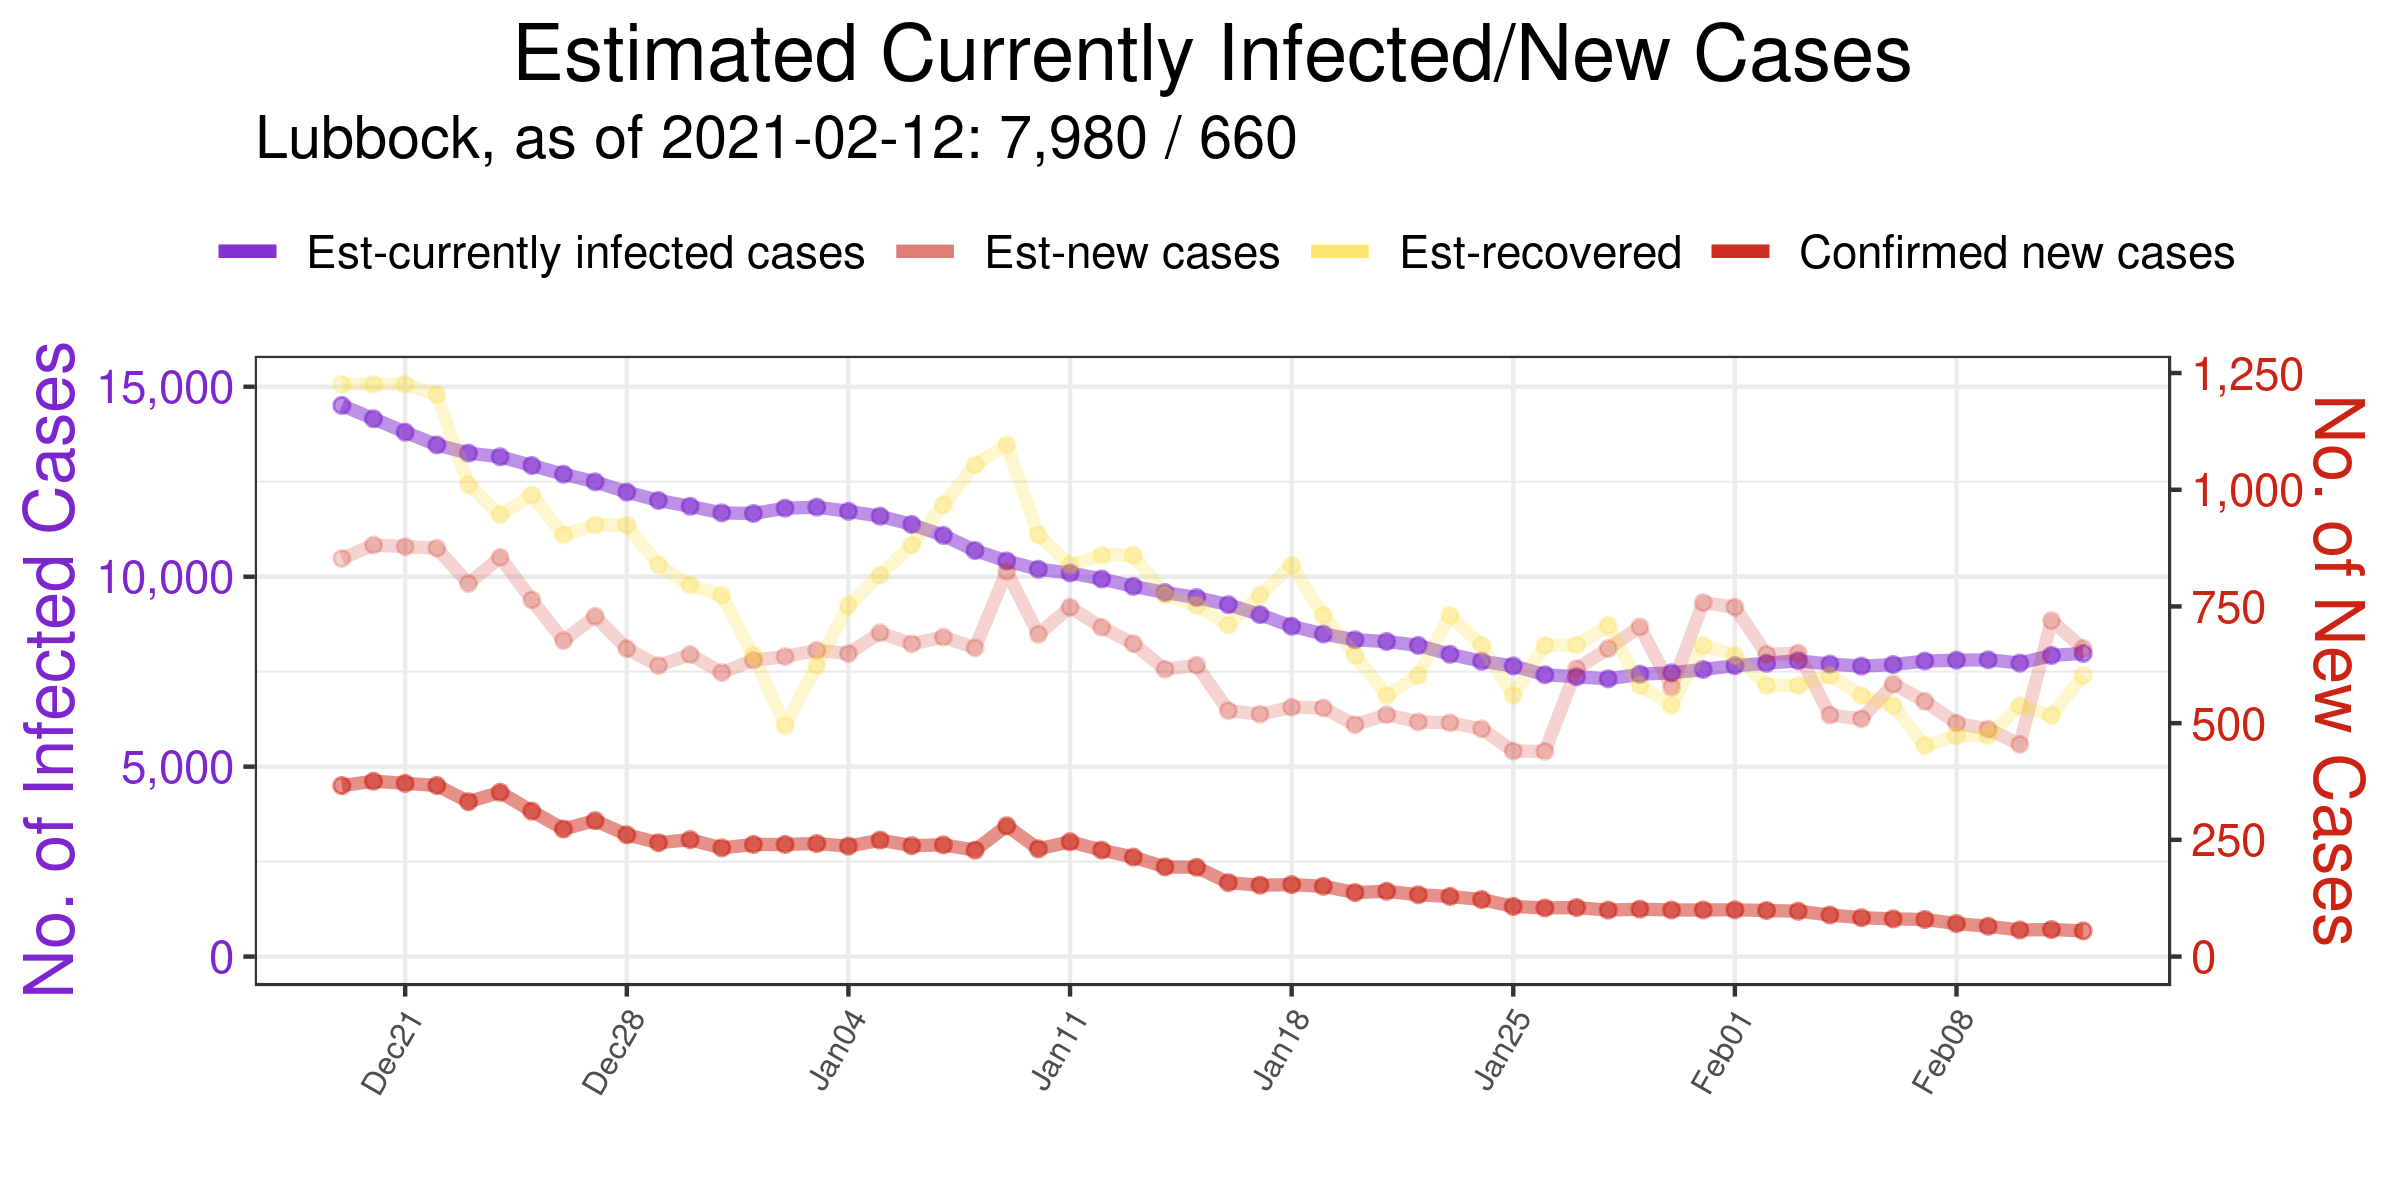 Estimated Currently Infected/New Cases
Lubbock, as of 2021-02-12: 7,980 / 660
Est-currently infected cases Est-new cases Est-recovered Confirmed new cases
No. of Infected Cases
15,000
10,000
5,000
0
1,250
1,000
750
500
250
0
No. of New Cases
Dec21 Dec28 Jan04 Jan11 Jan18 Jan25 Feb01 Feb08